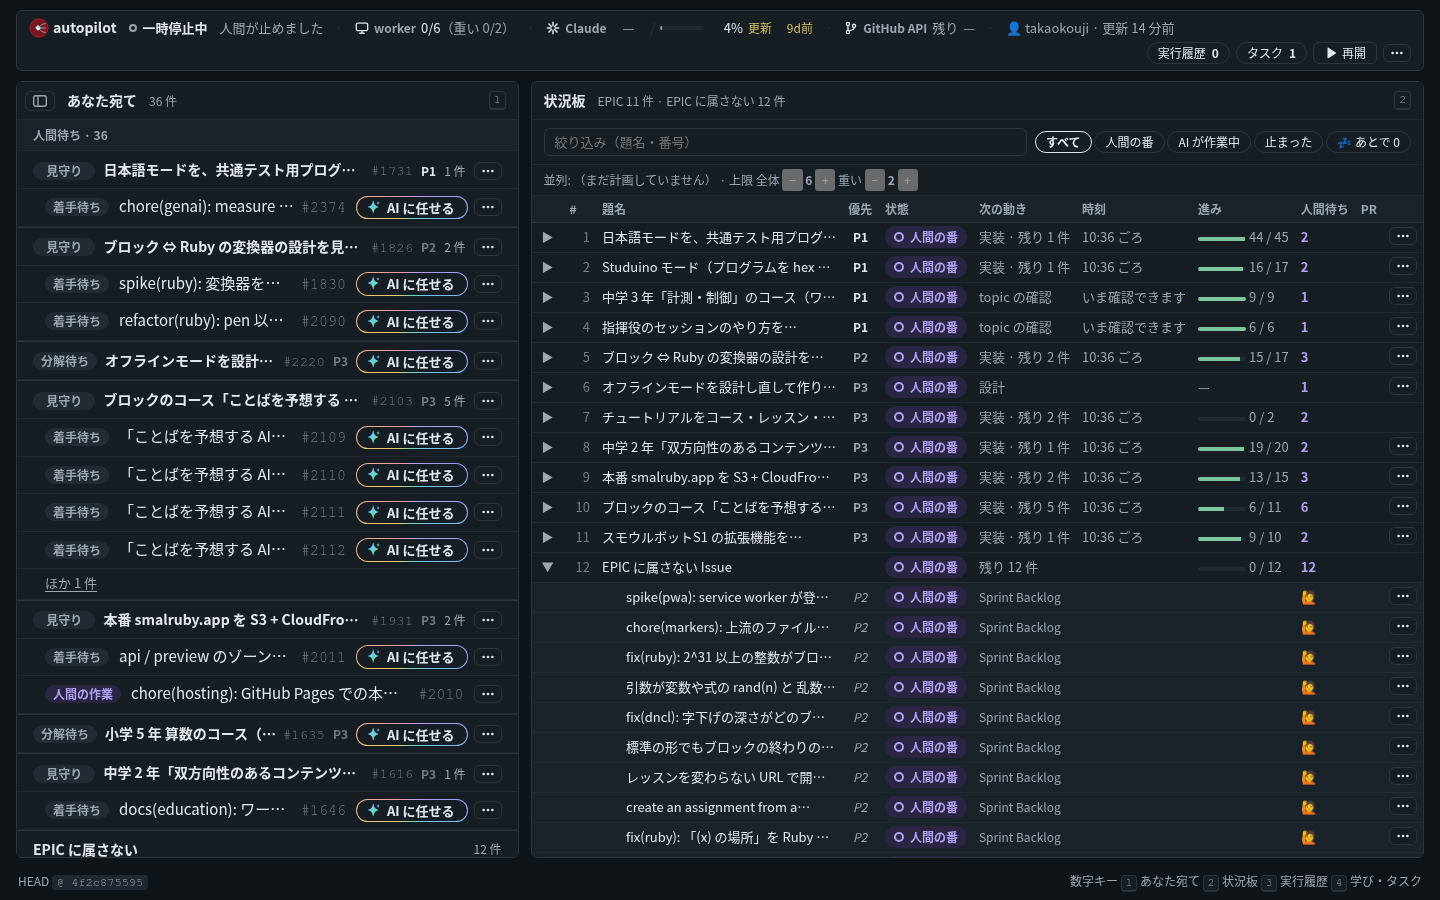 autopilot 一時停止中 人間が止めました · worker 0/6 (重い 0/2) · Claude — / 4% 更新 9d前 · GitHub API 残り — · takaokouji · 更新 14 分前
実行履歴 0 タスク 1 ▶ 再開 ···
あなた宛て 36 件 1
人間待ち · 36
見守り 日本語モードを、共通テスト用プログ… #1731 P1 1 件 ···
着手待ち chore(genai): measure … #2374 AI に任せる ···
見守り ブロック ⇔ Ruby の変換器の設計を見… #1826 P2 2 件 ···
着手待ち spike(ruby): 変換器を… #1830 AI に任せる ···
着手待ち refactor(ruby): pen 以… #2090 AI に任せる ···
分解待ち オフラインモードを設計… #2220 P3 AI に任せる ···
見守り ブロックのコース「ことばを予想する … #2103 P3 5 件 ···
着手待ち 「ことばを予想する AI… #2109 AI に任せる ···
着手待ち 「ことばを予想する AI… #2110 AI に任せる ···
着手待ち 「ことばを予想する AI… #2111 AI に任せる ···
着手待ち 「ことばを予想する AI… #2112 AI に任せる ···
ほか 1 件
見守り 本番 smalruby.app を S3 + CloudFro… #1931 P3 2 件 ···
着手待ち api / preview のゾーン… #2011 AI に任せる ···
人間の作業 chore(hosting): GitHub Pages での本… #2010 ···
分解待ち 小学 5 年 算数のコース（… #1635 P3 AI に任せる ···
見守り 中学 2 年「双方向性のあるコンテンツ… #1616 P3 1 件 ···
着手待ち docs(education): ワー… #1646 AI に任せる ···
EPIC に属さない 12 件
状況板 EPIC 11 件 · EPIC に属さない 12 件 2
絞り込み（題名・番号） すべて 人間の番 AI が作業中 止まった 💤 あとで 0
並列: （まだ計画していません） · 上限 全体 − 6 + 重い − 2 +
# 題名 優先 状態 次の動き 時刻 進み 人間待ち PR
▶ 1 日本語モードを、共通テスト用プログ… P1 人間の番 実装 · 残り 1 件 10:36 ごろ 44 / 45 2 ···
▶ 2 Studuino モード（プログラムを hex … P1 人間の番 実装 · 残り 1 件 10:36 ごろ 16 / 17 2 ···
▶ 3 中学 3 年「計測・制御」のコース（ワ… P1 人間の番 topic の確認 いま確認できます 9 / 9 1 ···
▶ 4 指揮役のセッションのやり方を… P1 人間の番 topic の確認 いま確認できます 6 / 6 1 ···
▶ 5 ブロック ⇔ Ruby の変換器の設計を… P2 人間の番 実装 · 残り 2 件 10:36 ごろ 15 / 17 3 ···
▶ 6 オフラインモードを設計し直して作り… P3 人間の番 設計 — 1 ···
▶ 7 チュートリアルをコース・レッスン・… P3 人間の番 実装 · 残り 2 件 10:36 ごろ 0 / 2 2
▶ 8 中学 2 年「双方向性のあるコンテンツ… P3 人間の番 実装 · 残り 1 件 10:36 ごろ 19 / 20 2 ···
▶ 9 本番 smalruby.app を S3 + CloudFro… P3 人間の番 実装 · 残り 2 件 10:36 ごろ 13 / 15 3 ···
▶ 10 ブロックのコース「ことばを予想する… P3 人間の番 実装 · 残り 5 件 10:36 ごろ 6 / 11 6 ···
▶ 11 スモウルボットS1 の拡張機能を… P3 人間の番 実装 · 残り 1 件 10:36 ごろ 9 / 10 2 ···
▼ 12 EPIC に属さない Issue 人間の番 残り 12 件 0 / 12 12
spike(pwa): service worker が登… P2 人間の番 Sprint Backlog 🙋 ···
chore(markers): 上流のファイル… P2 人間の番 Sprint Backlog 🙋 ···
fix(ruby): 2^31 以上の整数がブロ… P2 人間の番 Sprint Backlog 🙋 ···
引数が変数や式の rand(n) と 乱数… P2 人間の番 Sprint Backlog 🙋 ···
fix(dncl): 字下げの深さがどのブ… P2 人間の番 Sprint Backlog 🙋 ···
標準の形でもブロックの終わりの… P2 人間の番 Sprint Backlog 🙋 ···
レッスンを変わらない URL で開… P2 人間の番 Sprint Backlog 🙋 ···
create an assignment from a… P2 人間の番 Sprint Backlog 🙋 ···
fix(ruby): 「(x) の場所」を Ruby … P2 人間の番 Sprint Backlog 🙋 ···
HEAD @ 4f2c875595 数字キー 1 あなた宛て 2 状況板 3 実行履歴 4 学び・タスク